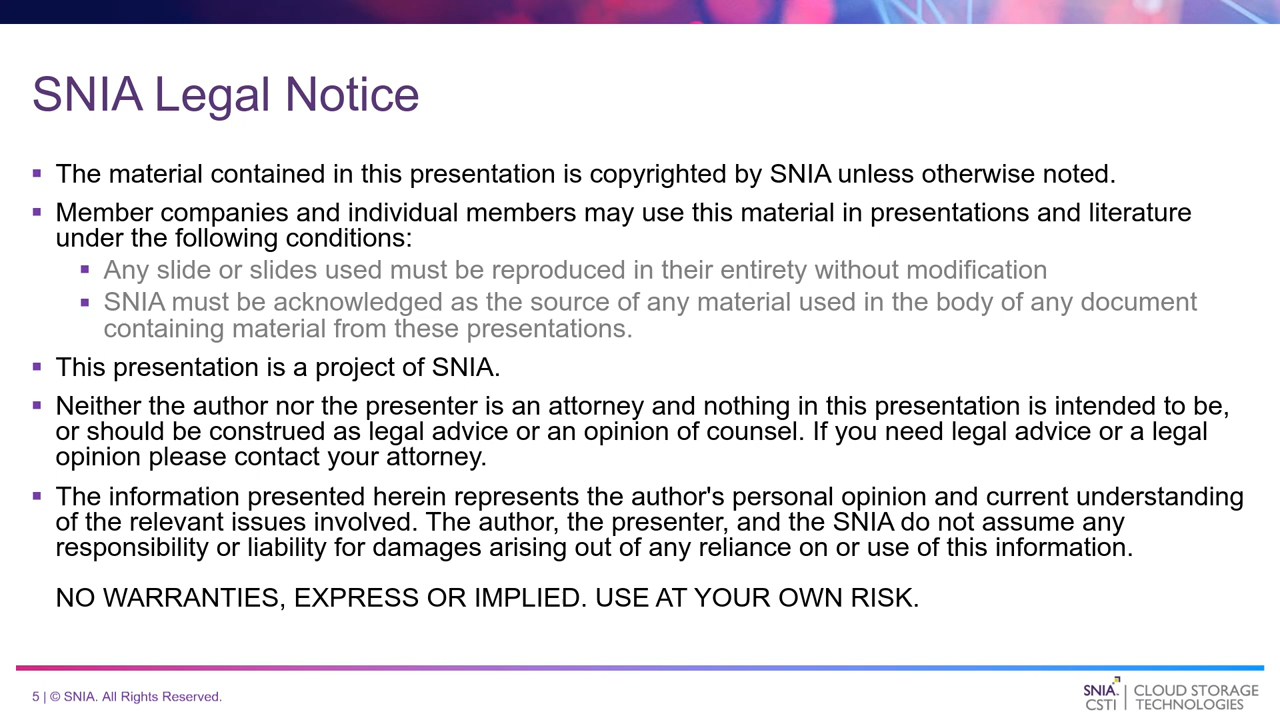 SNIA Legal Notice
▪ The material contained in this presentation is copyrighted by SNIA unless otherwise noted.
▪ Member companies and individual members may use this material in presentations and literature
under the following conditions:
▪ Any slide or slides used must be reproduced in their entirety without modification
▪ SNIA must be acknowledged as the source of any material used in the body of any document
containing material from these presentations.
▪ This presentation is a project of SNIA.
▪ Neither the author nor the presenter is an attorney and nothing in this presentation is intended to be,
or should be construed as legal advice or an opinion of counsel. If you need legal advice or a legal
opinion please contact your attorney.
▪ The information presented herein represents the author's personal opinion and current understanding
of the relevant issues involved. The author, the presenter, and the SNIA do not assume any
responsibility or liability for damages arising out of any reliance on or use of this information.
NO WARRANTIES, EXPRESS OR IMPLIED. USE AT YOUR OWN RISK.
5 | © SNIA. All Rights Reserved.
SNIA. | CLOUD STORAGE
CSTI | TECHNOLOGIES